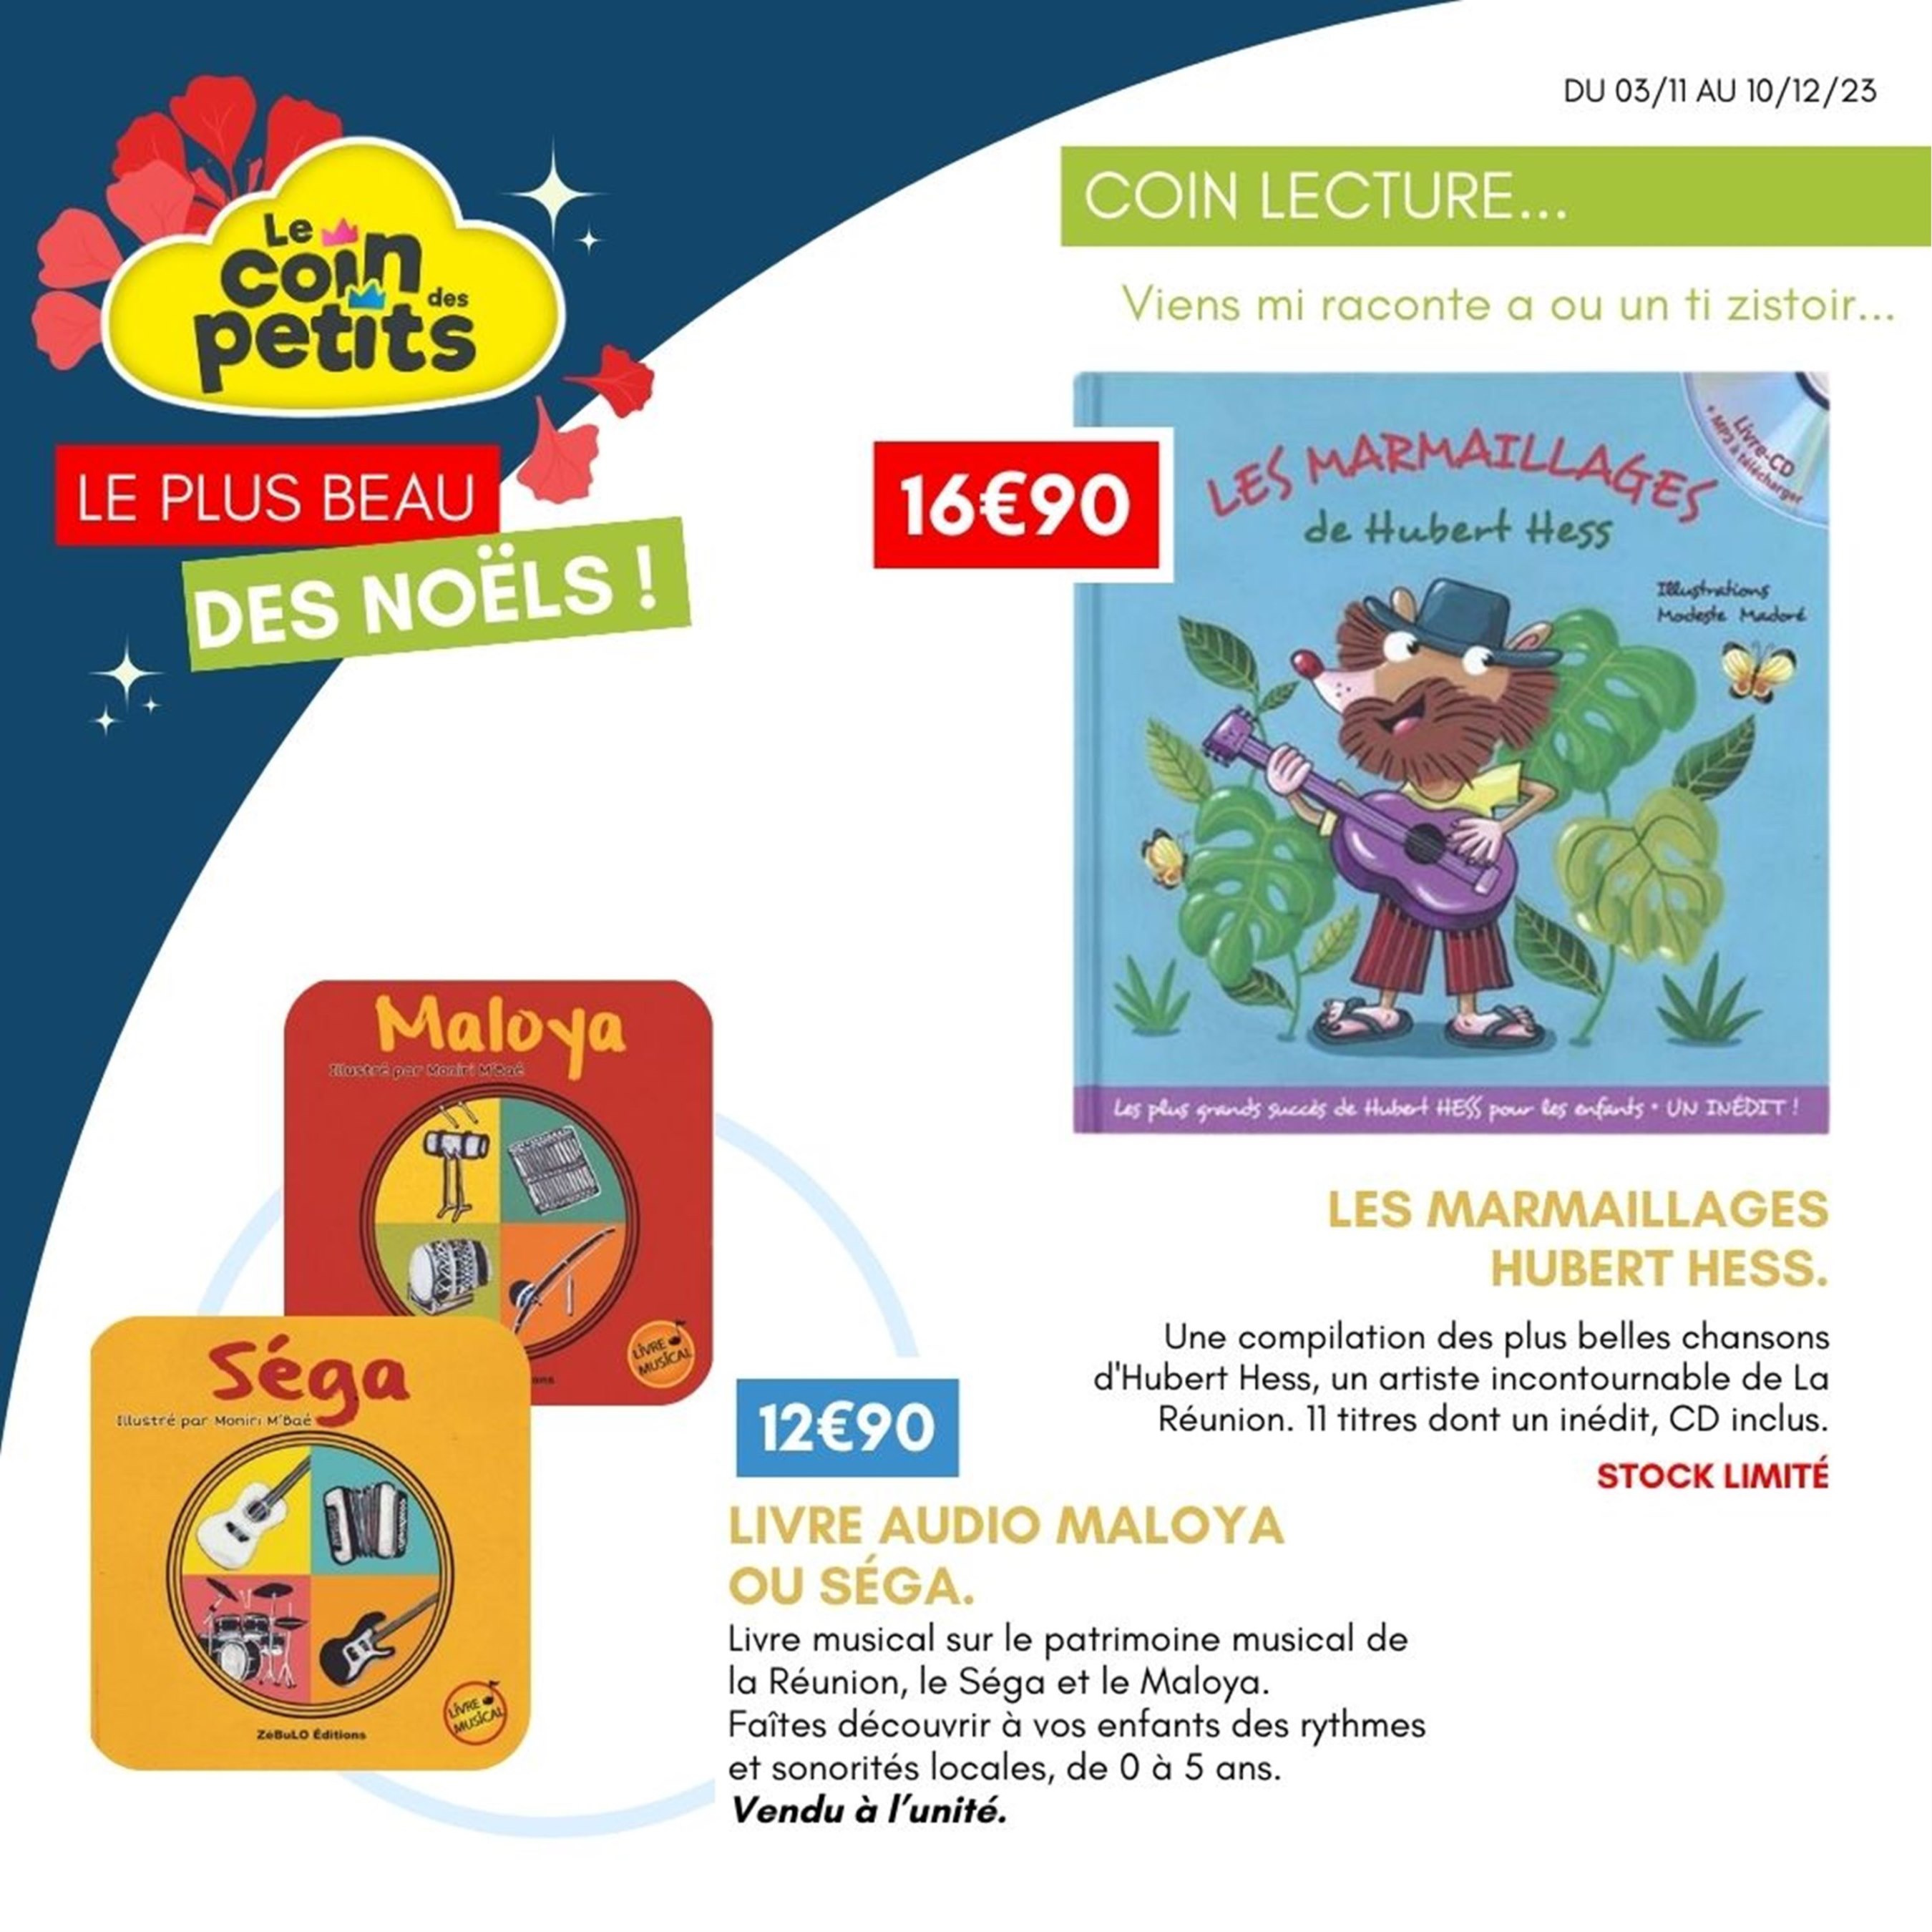 DU 03/11 AU 10/12/23
Le
coin
des
petits
LE PLUS BEAU
DES NOËLS !
COIN LECTURE...
Viens mi raconte a ou un ti zistoir...
16€90
LES MARMAILLAGES
de Hubert Hess
Livre-CD
+ MP3 à télécharger
Illustrations
Modeste Madoré
Les plus grands succès de Hubert HESS pour les enfants • UN INÉDIT !
LES MARMAILLAGES
HUBERT HESS.
Une compilation des plus belles chansons
d'Hubert Hess, un artiste incontournable de La
Réunion. 11 titres dont un inédit, CD inclus.
STOCK LIMITÉ
Maloya
Illustré par Moniri M'Baé
LIVRE
MUSICAL
Séga
Illustré par Moniri M'Baé
ZéBuLO Éditions
LIVRE
MUSICAL
12€90
LIVRE AUDIO MALOYA
OU SÉGA.
Livre musical sur le patrimoine musical de
la Réunion, le Séga et le Maloya.
Faîtes découvrir à vos enfants des rythmes
et sonorités locales, de 0 à 5 ans.
Vendu à l’unité.